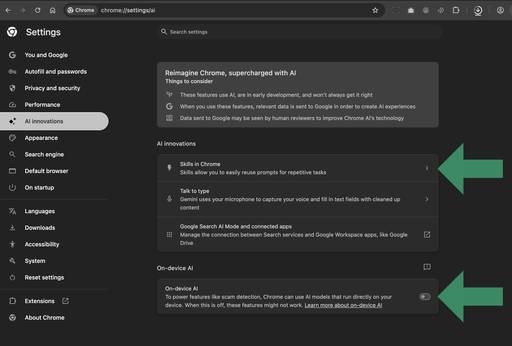 Chrome
chrome://settings/ai
Settings
Search settings
You and Google
Autofill and passwords
Privacy and security
Performance
AI innovations
Appearance
Search engine
Default browser
On startup
Languages
Downloads
Accessibility
System
Reset settings
Extensions
About Chrome
Reimagine Chrome, supercharged with AI
Things to consider
These features use AI, are in early development, and won't always get it right
When you use these features, relevant data is sent to Google in order to create AI experiences
Data sent to Google may be seen by human reviewers to improve Chrome AI's technology
AI innovations
Skills in Chrome
Skills allow you to easily reuse prompts for repetitive tasks
Talk to type
Gemini uses your microphone to capture your voice and fill in text fields with cleaned up
content
Google Search AI Mode and connected apps
Manage the connection between Search services and Google Workspace apps, like Google
Drive
On-device AI
On-device AI
To power features like scam detection, Chrome can use AI models that run directly on your
device. When this is off, these features might not work. Learn more about on-device AI